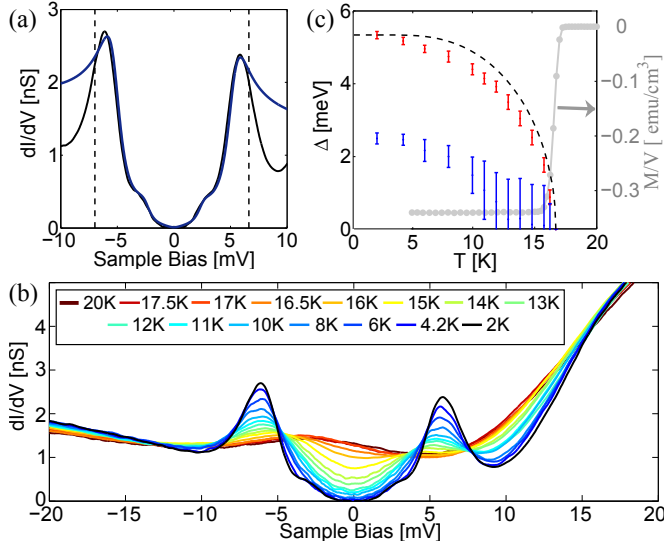 (a)
dI/dV [nS]
3
2
1
0
−10 −5 0 5 10
Sample Bias [mV]
(c)
Δ [meV]
6
4
2
0
0 5 10 15 20
T [K]
0
−0.1
−0.2
−0.3
M/V [ emu/cm³]
(b)
20K 17.5K 17K 16.5K 16K 15K 14K 13K
12K 11K 10K 8K 6K 4.2K 2K
dI/dV [nS]
4
3
2
1
0
−20 −15 −10 −5 0 5 10 15 20
Sample Bias [mV]